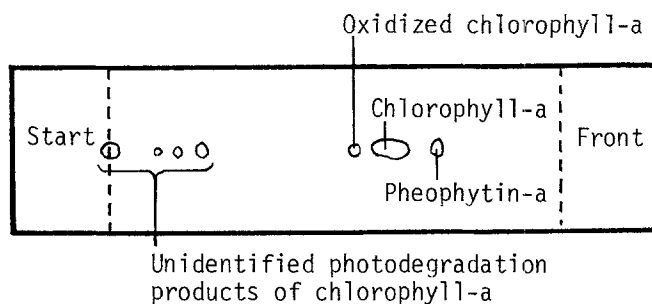 Oxidized chlorophyll-a
Chlorophyll-a
Start
Front
Pheophytin-a
Unidentified photodegradation
products of chlorophyll-a